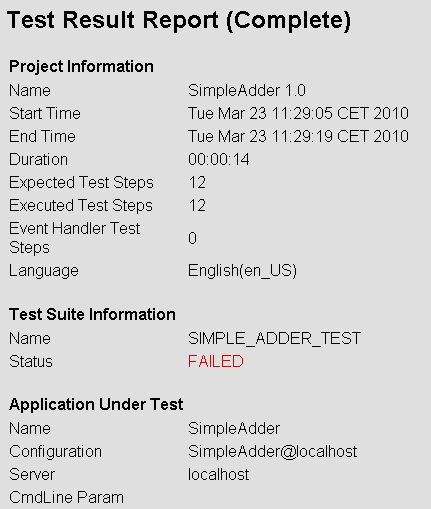 Test Result Report (Complete)
Project Information
Name SimpleAdder 1.0
Start Time Tue Mar 23 11:29:05 CET 2010
End Time Tue Mar 23 11:29:19 CET 2010
Duration 00:00:14
Expected Test Steps 12
Executed Test Steps 12
Event Handler Test
Steps 0
Language English(en_US)
Test Suite Information
Name SIMPLE_ADDER_TEST
Status FAILED
Application Under Test
Name SimpleAdder
Configuration SimpleAdder@localhost
Server localhost
CmdLine Param